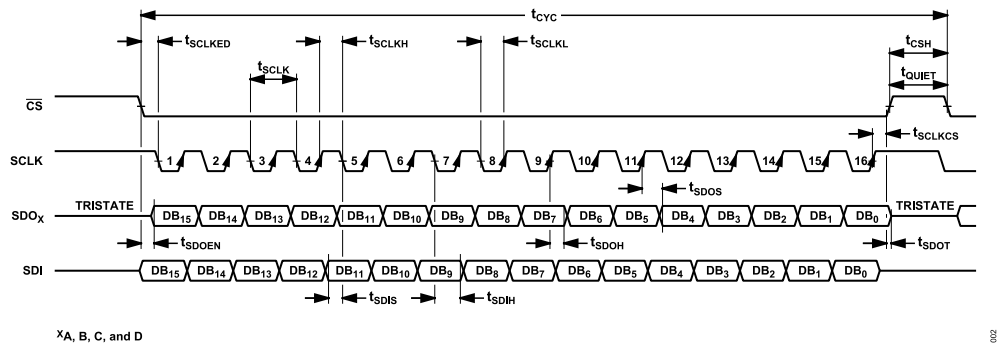 tCYC
tSCLKED
tSCLKH
tSCLKL
tCSH
tSCLK
tQUIET
CS
tSCLKCS
SCLK
1 2 3 4 5 6 7 8 9 10 11 12 13 14 15 16
tSDOS
TRISTATE
TRISTATE
SDOX
DB15 DB14 DB13 DB12 DB11 DB10 DB9 DB8 DB7 DB6 DB5 DB4 DB3 DB2 DB1 DB0
tSDOEN
tSDOH
tSDOT
SDI
DB15 DB14 DB13 DB12 DB11 DB10 DB9 DB8 DB7 DB6 DB5 DB4 DB3 DB2 DB1 DB0
tSDIS
tSDIH
XA, B, C, and D
002